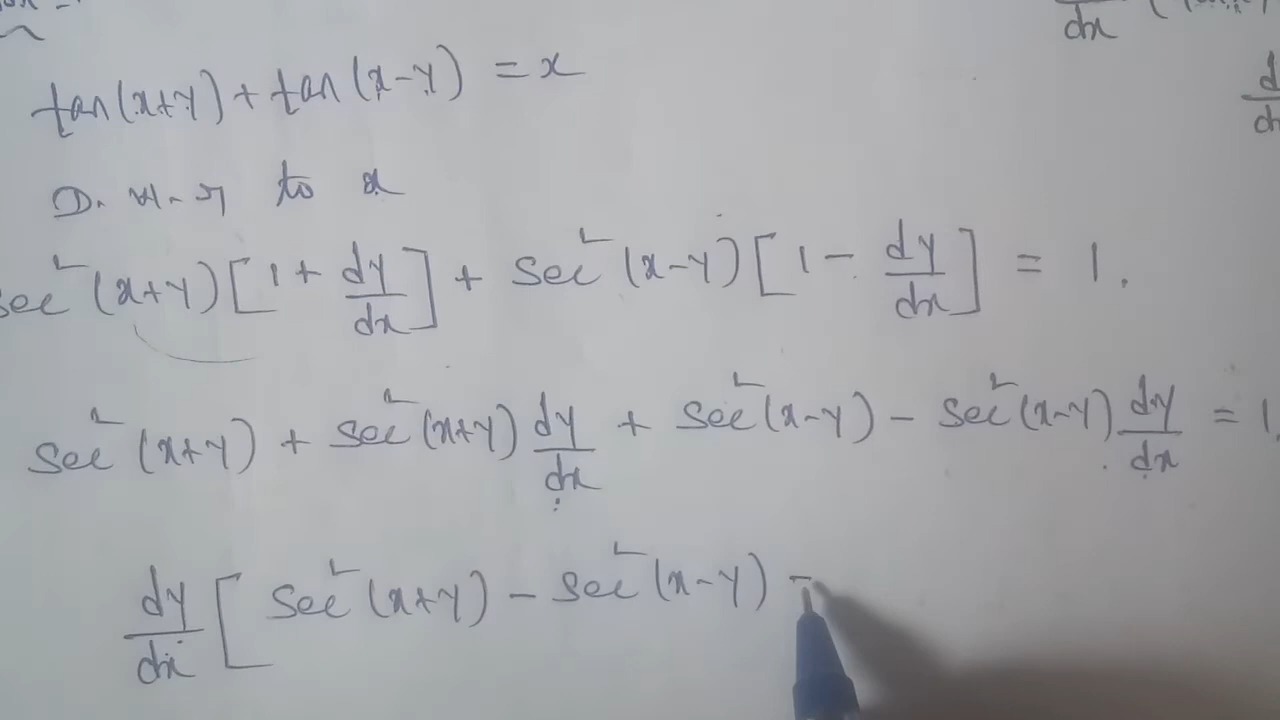 tan(x+y) + tan(x-y) = x
D. w.r to x
sec²(x+y)[1 + dy/dx] + sec²(x-y)[1 - dy/dx] = 1.
sec²(x+y) + sec²(x+y) dy/dx + sec²(x-y) - sec²(x-y) dy/dx = 1.
dy/dx [ sec²(x+y) - sec²(x-y) -
d/dx